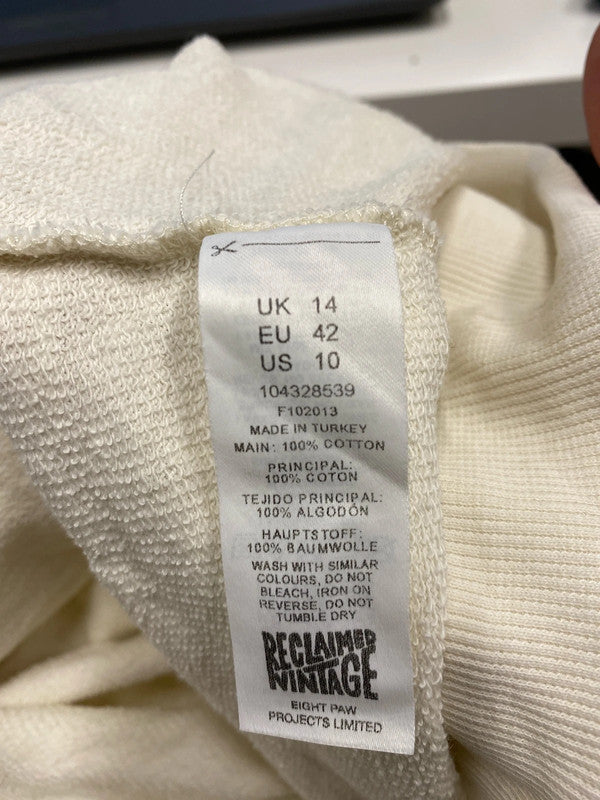 UK 14
EU 42
US 10
104328539
F102013
MADE IN TURKEY
MAIN: 100% COTTON
PRINCIPAL:
100% COTON
TEJIDO PRINCIPAL:
100% ALGODÓN
HAUPTSTOFF:
100% BAUMWOLLE
WASH WITH SIMILAR
COLOURS, DO NOT
BLEACH, IRON ON
REVERSE, DO NOT
TUMBLE DRY
RECLAIMED
VINTAGE
EIGHT PAW
PROJECTS LIMITED